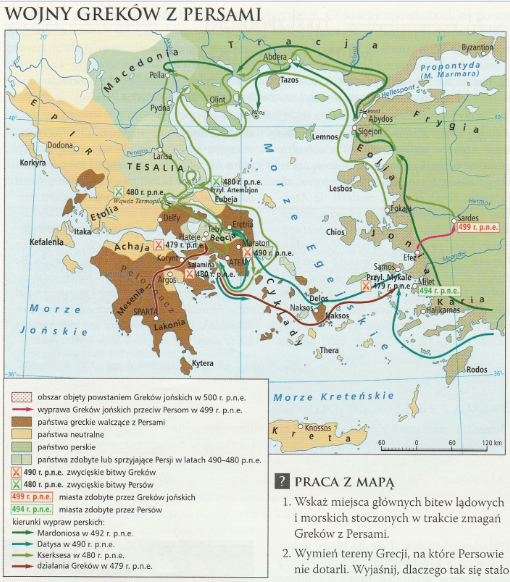 WOJNY GREKÓW Z PERSAMI
Tracja
Byzantion
Macedonia
Abdera
Propontyda
(M. Marmara)
Pella
Tazos
Hellespont
Olint
Pydna
Abydos
Frygia
Sigejon
Lemnos
EPIR
Dodona
Larisa
Korkyra
TESALIA
Eolia
480 r. p.n.e.
Przyl. Artemizjon
480 r. p.n.e.
Wąwóz Termopile
Eubeja
Lesbos
Morze Egejskie
Hermos
Etolia
Fokaja
Sardes
499 r. p.n.e.
Itaka
Delfy
Eretria
Kefalenia
Teby
Beocja
Plateje
Chios
Jonia
Achaja
479 r. p.n.e.
Maraton
490 r. p.n.e.
Efez
Korynt
ATENY
Salamina
480 r. p.n.e.
Samos
Przyl. Mykale
479 r. p.n.e.
Milet
494 r. p.n.e.
Argos
Peloponez
Cyklady
Mesenia
Delos
Karia
Halikarnas
Morze
Jońskie
SPARTA
Naksos
Naksos
Lakonia
Thera
Rodos
Kytera
Morze Kreteńskie
Knossos
Kreta
60 0 60 120 km
obszar objęty powstaniem Greków jońskich w 500 r. p.n.e.
wyprawa Greków jońskich przeciw Persom w 499 r. p.n.e.
państwa greckie walczące z Persami
państwa neutralne
państwo perskie
państwa zdobyte lub sprzyjające Persji w latach 490–480 p.n.e.
490 r. p.n.e. zwycięskie bitwy Greków
480 r. p.n.e. zwycięskie bitwy Persów
499 r. p.n.e. miasta zdobyte przez Greków jońskich
494 r. p.n.e. miasta zdobyte przez Persów
kierunki wypraw perskich:
Mardoniosa w 492 r. p.n.e.
Datysa w 490 r. p.n.e.
Kserksesa w 480 r. p.n.e.
działania Greków w 479 r. p.n.e.
? PRACA Z MAPĄ
1. Wskaż miejsca głównych bitew lądowych
i morskich stoczonych w trakcie zmagań
Greków z Persami.
2. Wymień tereny Grecji, na które Persowie
nie dotarli. Wyjaśnij, dlaczego tak się stało